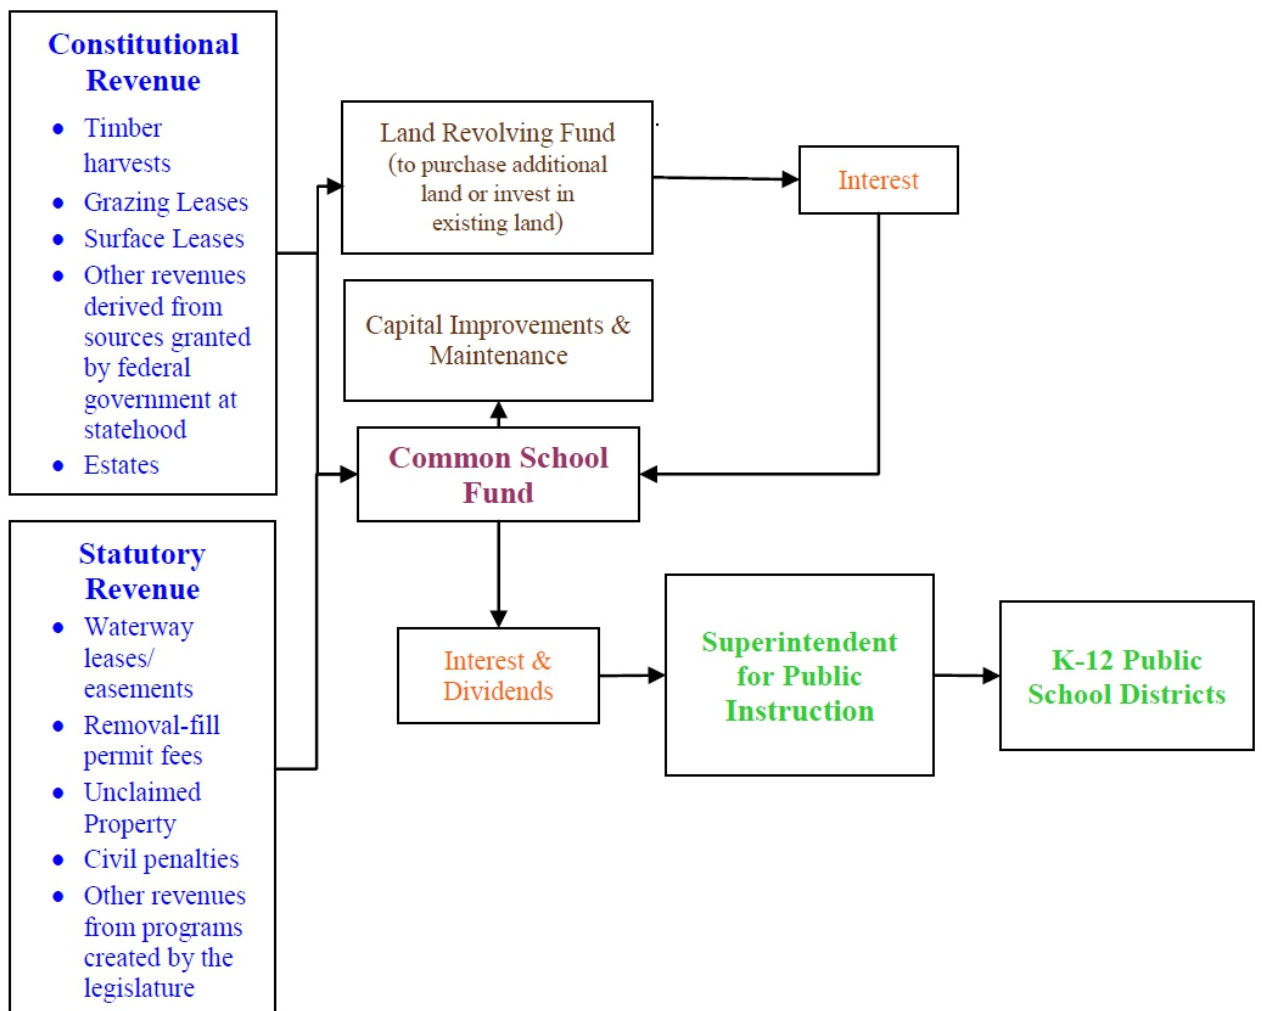 Constitutional
Revenue
● Timber
harvests
● Grazing Leases
● Surface Leases
● Other revenues
derived from
sources granted
by federal
government at
statehood
● Estates
Statutory
Revenue
● Waterway
leases/
easements
● Removal-fill
permit fees
● Unclaimed
Property
● Civil penalties
● Other revenues
from programs
created by the
legislature
Land Revolving Fund
(to purchase additional
land or invest in
existing land)
Interest
Capital Improvements &
Maintenance
Common School
Fund
Interest &
Dividends
Superintendent
for Public
Instruction
K-12 Public
School Districts